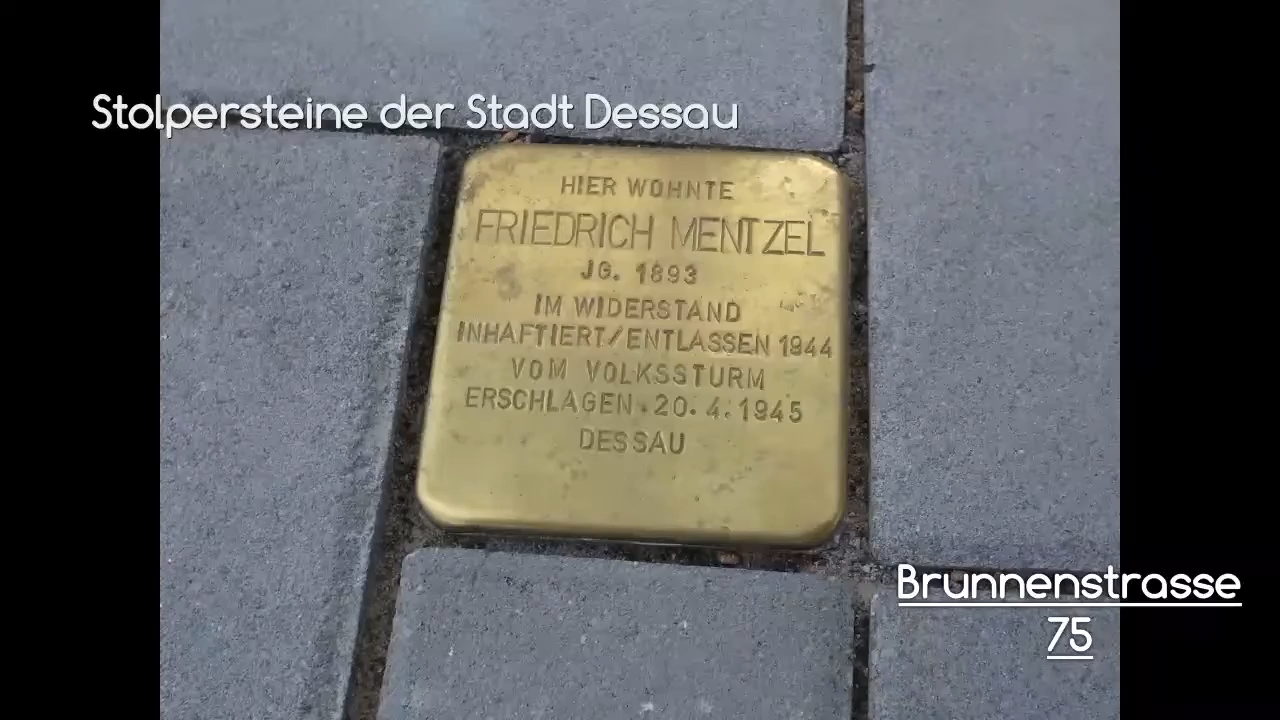 Stolpersteine der Stadt Dessau
HIER WOHNTE
FRIEDRICH MENTZEL
JG. 1893
IM WIDERSTAND
INHAFTIERT/ENTLASSEN 1944
VOM VOLKSSTURM
ERSCHLAGEN . 20. 4. 1945
DESSAU
Brunnenstrasse
75